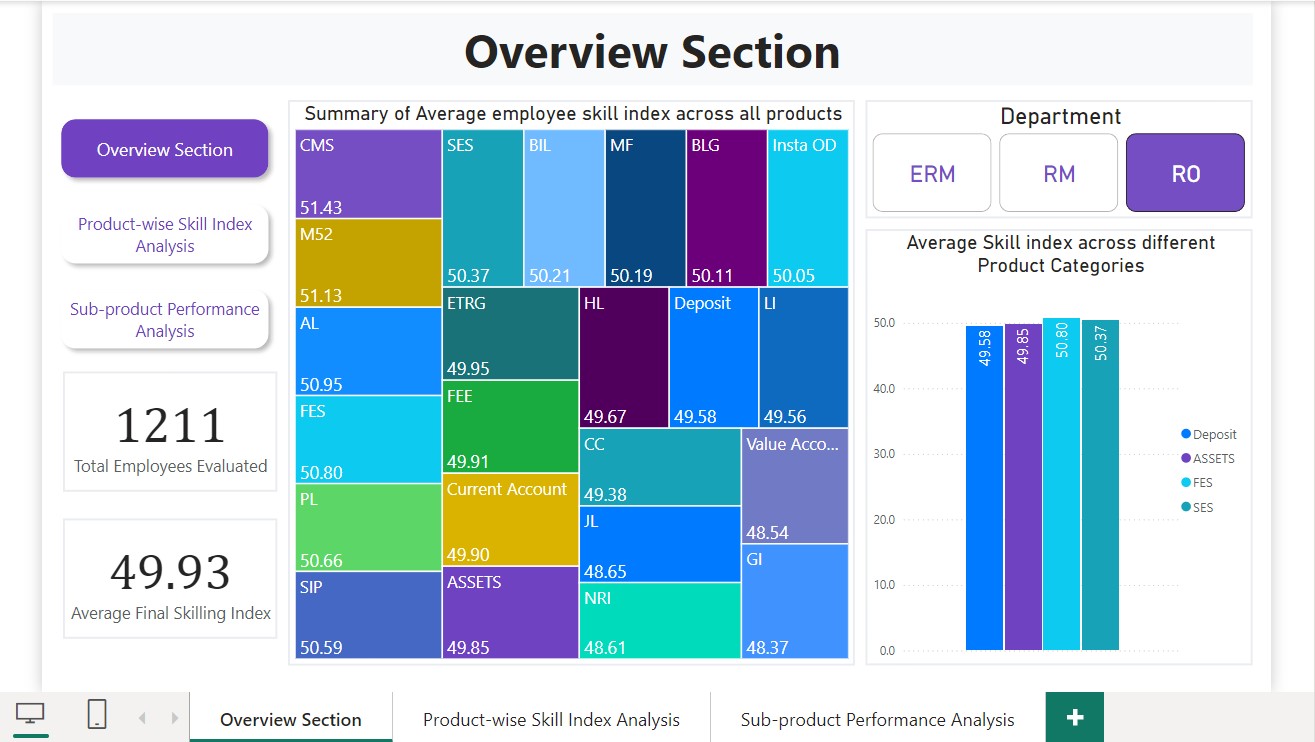 Overview Section
Overview Section
Product-wise Skill Index
Analysis
Sub-product Performance
Analysis
1211
Total Employees Evaluated
49.93
Average Final Skilling Index
Summary of Average employee skill index across all products
CMS
51.43
M52
51.13
AL
50.95
FES
50.80
PL
50.66
SIP
50.59
SES
50.37
BIL
50.21
MF
50.19
BLG
50.11
Insta OD
50.05
ETRG
49.95
FEE
49.91
Current Account
49.90
ASSETS
49.85
HL
49.67
Deposit
49.58
LI
49.56
CC
49.38
JL
48.65
NRI
48.61
Value Acco...
48.54
GI
48.37
Department
ERM
RM
RO
Average Skill index across different
Product Categories
50.0
40.0
30.0
20.0
10.0
0.0
49.58
49.85
50.80
50.37
Deposit
ASSETS
FES
SES
Overview Section
Product-wise Skill Index Analysis
Sub-product Performance Analysis
+